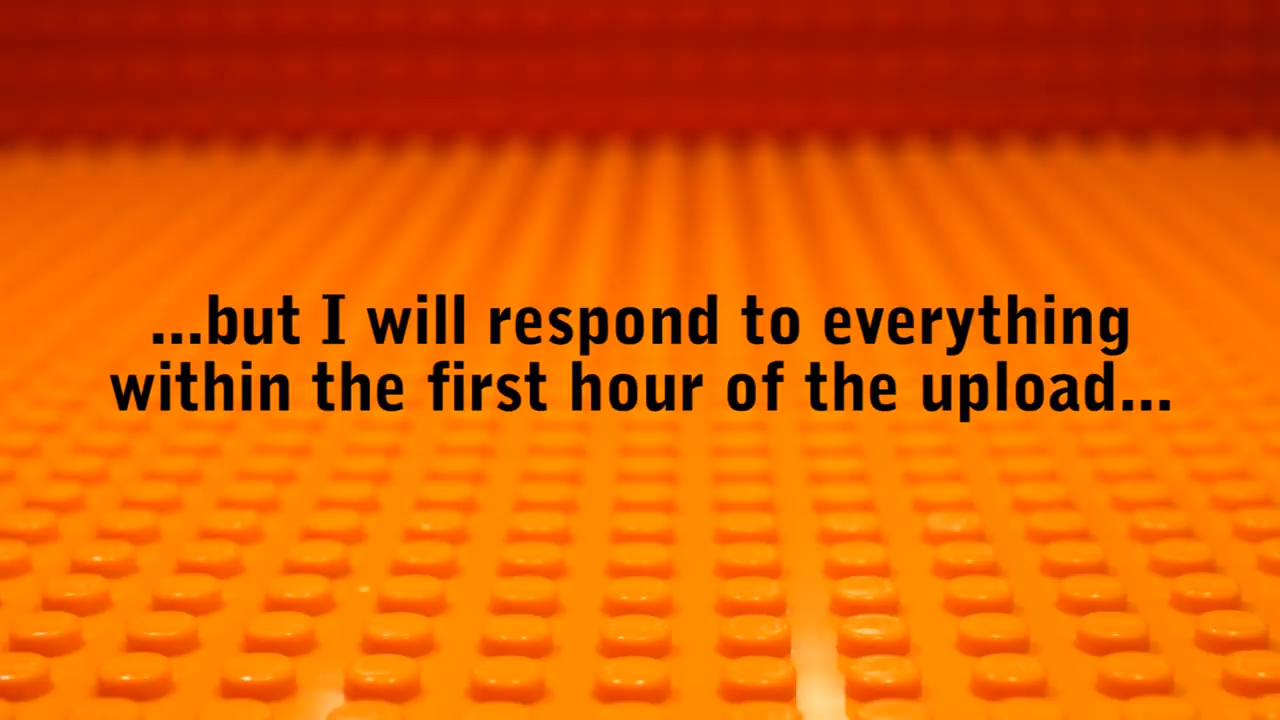 ...but I will respond to everything
within the first hour of the upload...